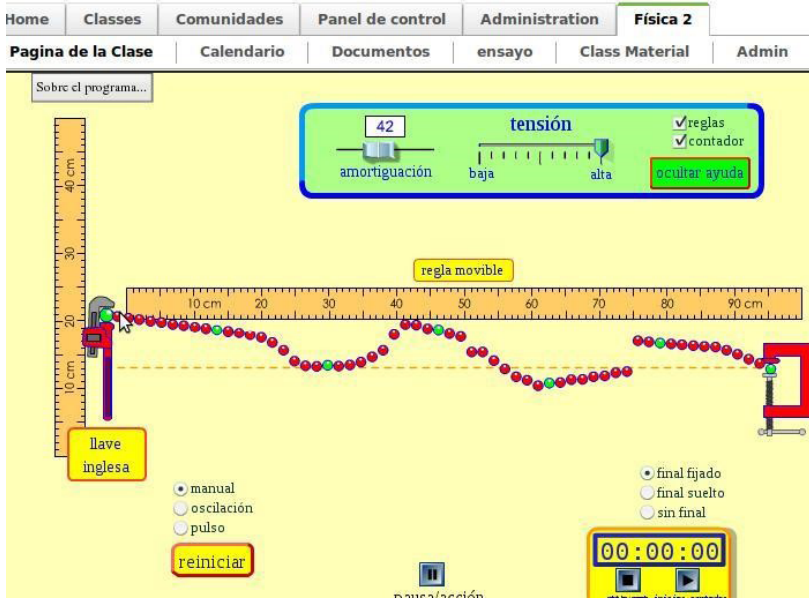 Home Classes Comunidades Panel de control Administration Física 2
Pagina de la Clase Calendario Documentos ensayo Class Material Admin
Sobre el programa...
42
amortiguación
tensión
baja
alta
reglas
contador
ocultar ayuda
40 cm
30
20
10 cm
regla movible
10 cm 20 30 40 50 60 70 80 90 cm
llave
inglesa
manual
oscilación
pulso
reiniciar
final fijado
final suelto
sin final
00:00:00
pausa/acción